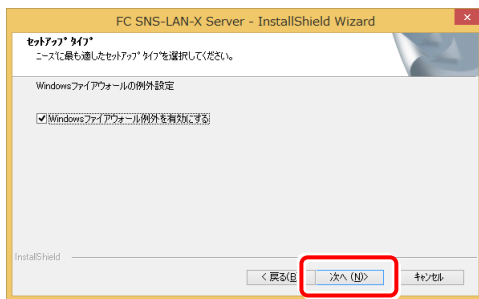 FC SNS-LAN-X Server - InstallShield Wizard
セットアップ タイプ
ニーズに最も適したセットアップ タイプを選択してください。
Windowsファイアウォールの例外設定
Windowsファイアウォール例外を有効にする
InstallShield
< 戻る(B
次へ (N)>
キャンセル